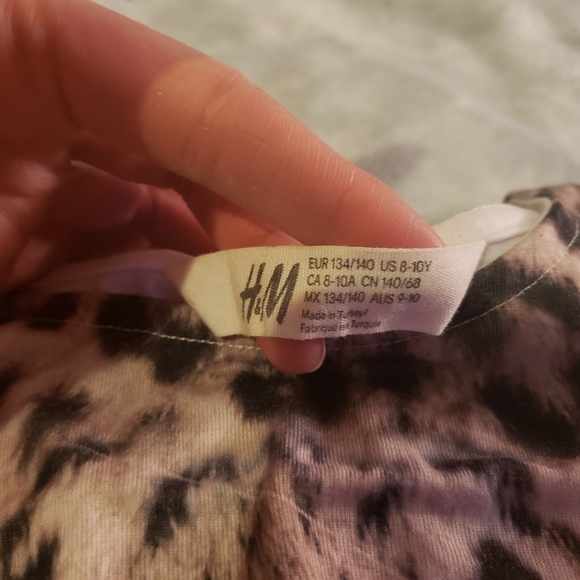 H&M
EUR 134/140 US 8-10Y
CA 8-10A CN 140/68
MX 134/140 AUS 9-10
Made in Turkey/
Fabriqué en Turquie